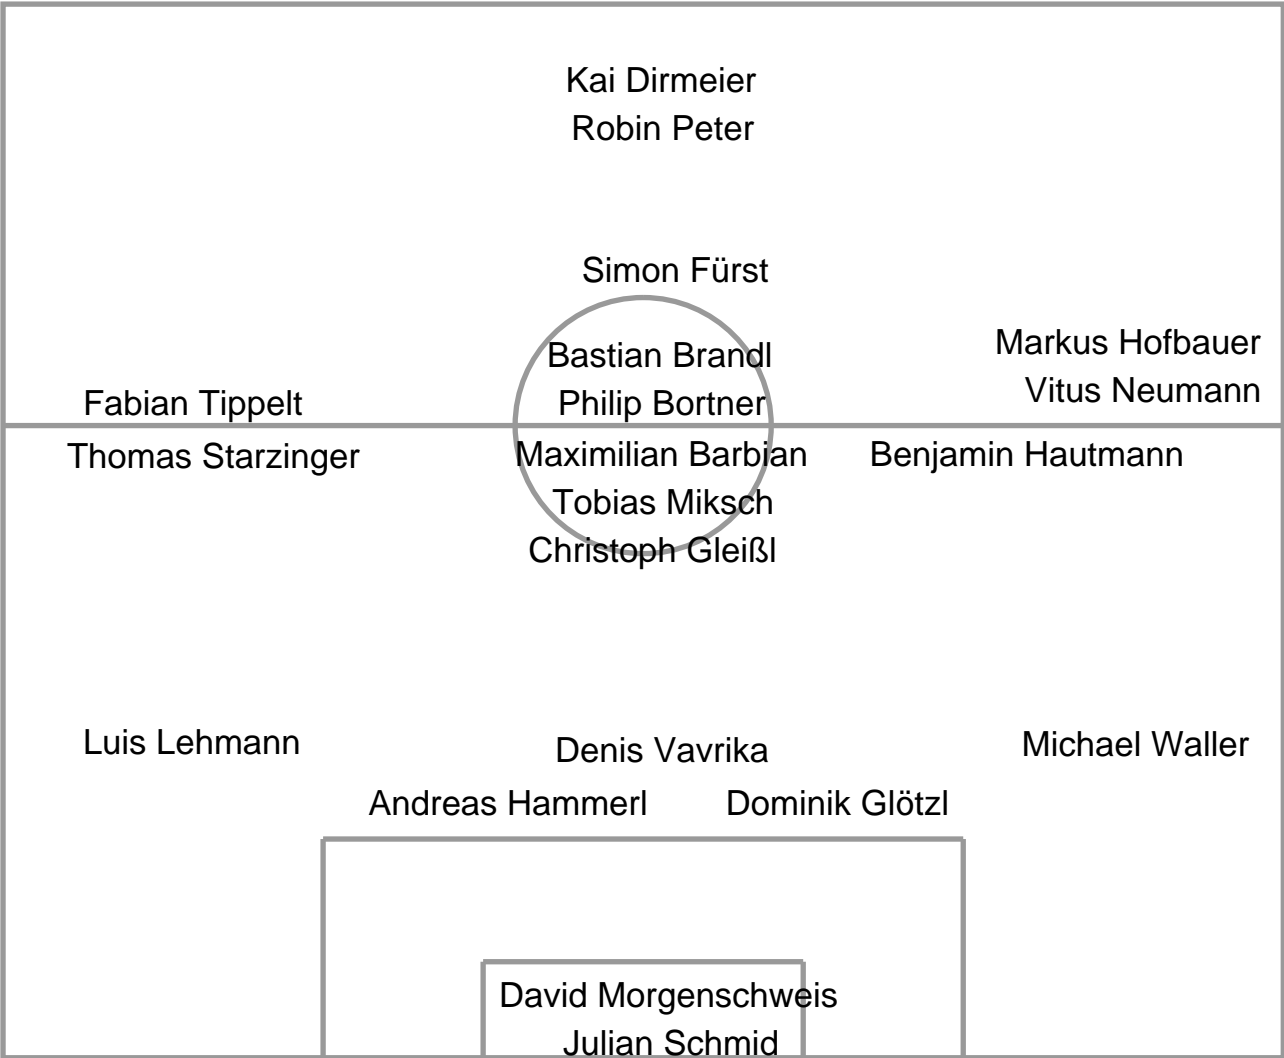 Kai Dirmeier
Robin Peter
Simon Fürst
Markus Hofbauer
Bastian Brandl
Vitus Neumann
Fabian Tippelt
Philip Bortner
Thomas Starzinger
Maximilian Barbian
Benjamin Hautmann
Tobias Miksch
Christoph Gleißl
Luis Lehmann
Denis Vavrika
Michael Waller
Andreas Hammerl
Dominik Glötzl
David Morgenschweis
Julian Schmid